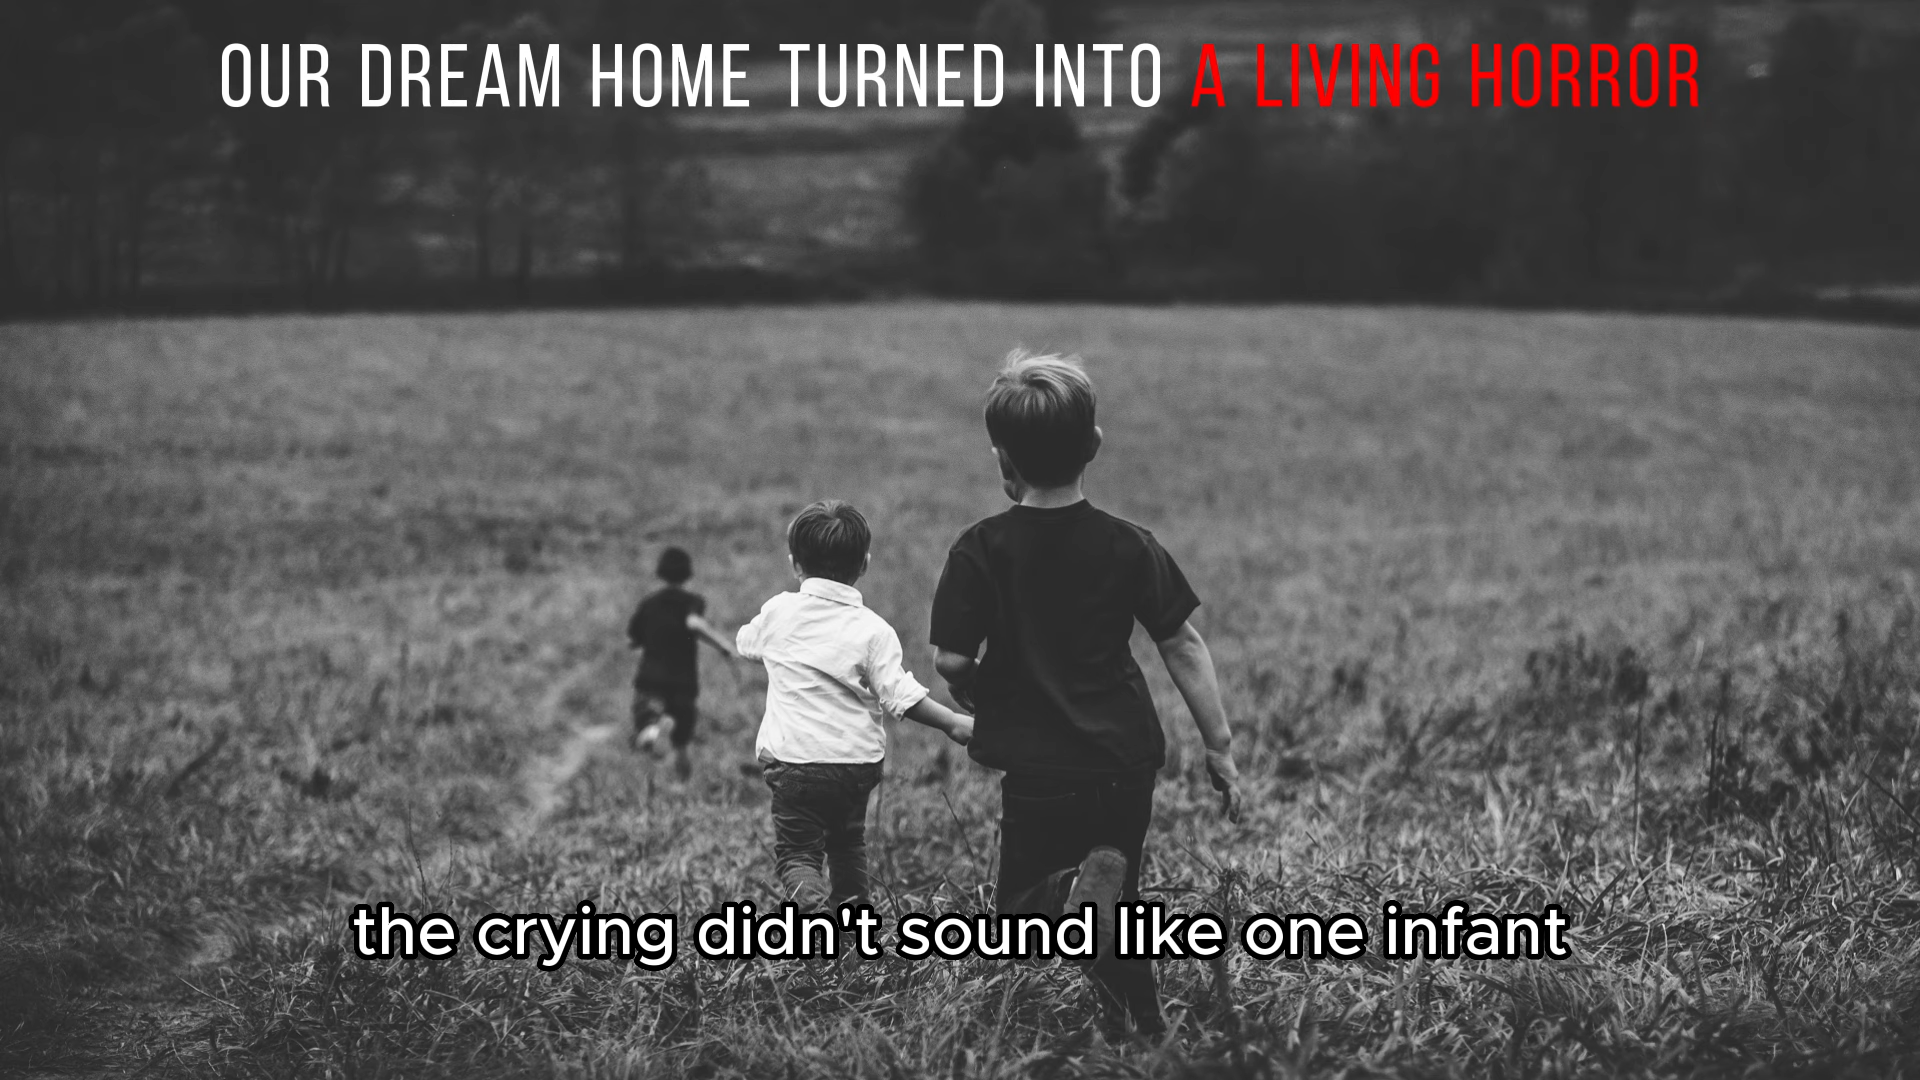 OUR DREAM HOME TURNED INTO A LIVING HORROR
the crying didn't sound like one infant